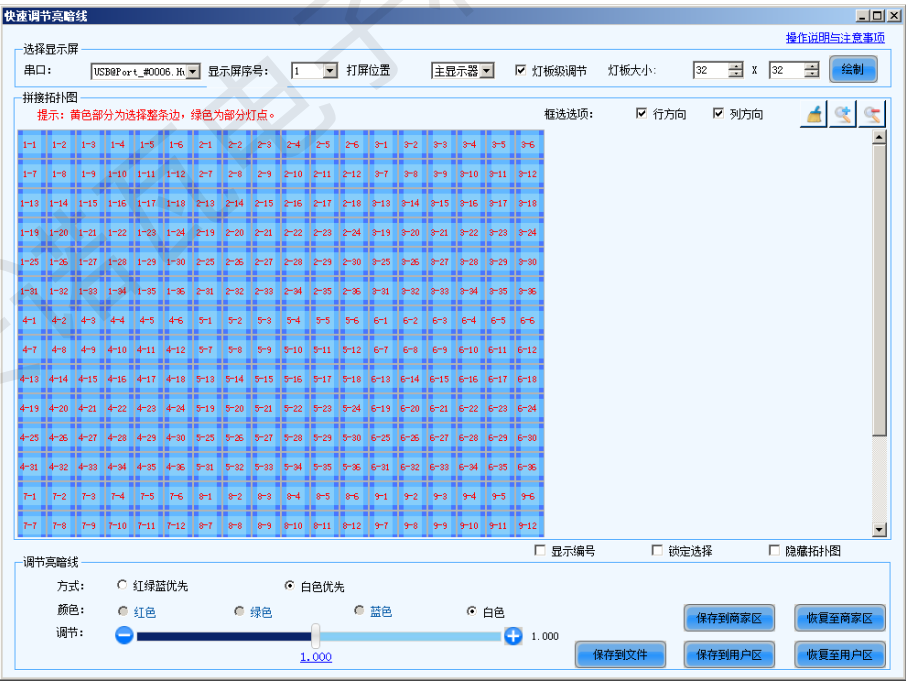 快速调节亮暗线
操作说明与注意事项
选择显示屏
串口: USB@Port_#0006.Hu 显示屏序号: 1 打屏位置 主显示器 灯板级调节 灯板大小: 32 X 32 绘制
拼接拓扑图
提示: 黄色部分为选择整条边, 绿色为部分灯点。 框选选项: 行方向 列方向
1-1 1-2 1-3 1-4 1-5 1-6 2-1 2-2 2-3 2-4 2-5 2-6 3-1 3-2 3-3 3-4 3-5 3-6
1-7 1-8 1-9 1-10 1-11 1-12 2-7 2-8 2-9 2-10 2-11 2-12 3-7 3-8 3-9 3-10 3-11 3-12
1-13 1-14 1-15 1-16 1-17 1-18 2-13 2-14 2-15 2-16 2-17 2-18 3-13 3-14 3-15 3-16 3-17 3-18
1-19 1-20 1-21 1-22 1-23 1-24 2-19 2-20 2-21 2-22 2-23 2-24 3-19 3-20 3-21 3-22 3-23 3-24
1-25 1-26 1-27 1-28 1-29 1-30 2-25 2-26 2-27 2-28 2-29 2-30 3-25 3-26 3-27 3-28 3-29 3-30
1-31 1-32 1-33 1-34 1-35 1-36 2-31 2-32 2-33 2-34 2-35 2-36 3-31 3-32 3-33 3-34 3-35 3-36
4-1 4-2 4-3 4-4 4-5 4-6 5-1 5-2 5-3 5-4 5-5 5-6 6-1 6-2 6-3 6-4 6-5 6-6
4-7 4-8 4-9 4-10 4-11 4-12 5-7 5-8 5-9 5-10 5-11 5-12 6-7 6-8 6-9 6-10 6-11 6-12
4-13 4-14 4-15 4-16 4-17 4-18 5-13 5-14 5-15 5-16 5-17 5-18 6-13 6-14 6-15 6-16 6-17 6-18
4-19 4-20 4-21 4-22 4-23 4-24 5-19 5-20 5-21 5-22 5-23 5-24 6-19 6-20 6-21 6-22 6-23 6-24
4-25 4-26 4-27 4-28 4-29 4-30 5-25 5-26 5-27 5-28 5-29 5-30 6-25 6-26 6-27 6-28 6-29 6-30
4-31 4-32 4-33 4-34 4-35 4-36 5-31 5-32 5-33 5-34 5-35 5-36 6-31 6-32 6-33 6-34 6-35 6-36
7-1 7-2 7-3 7-4 7-5 7-6 8-1 8-2 8-3 8-4 8-5 8-6 9-1 9-2 9-3 9-4 9-5 9-6
7-7 7-8 7-9 7-10 7-11 7-12 8-7 8-8 8-9 8-10 8-11 8-12 9-7 9-8 9-9 9-10 9-11 9-12
显示编号 锁定选择 隐藏拓扑图
调节亮暗线
方式: 红绿蓝优先 白色优先
颜色: 红色 绿色 蓝色 白色
保存到商家区 恢复至商家区
调节: 1.000
1.000
保存到文件 保存到用户区 恢复至用户区